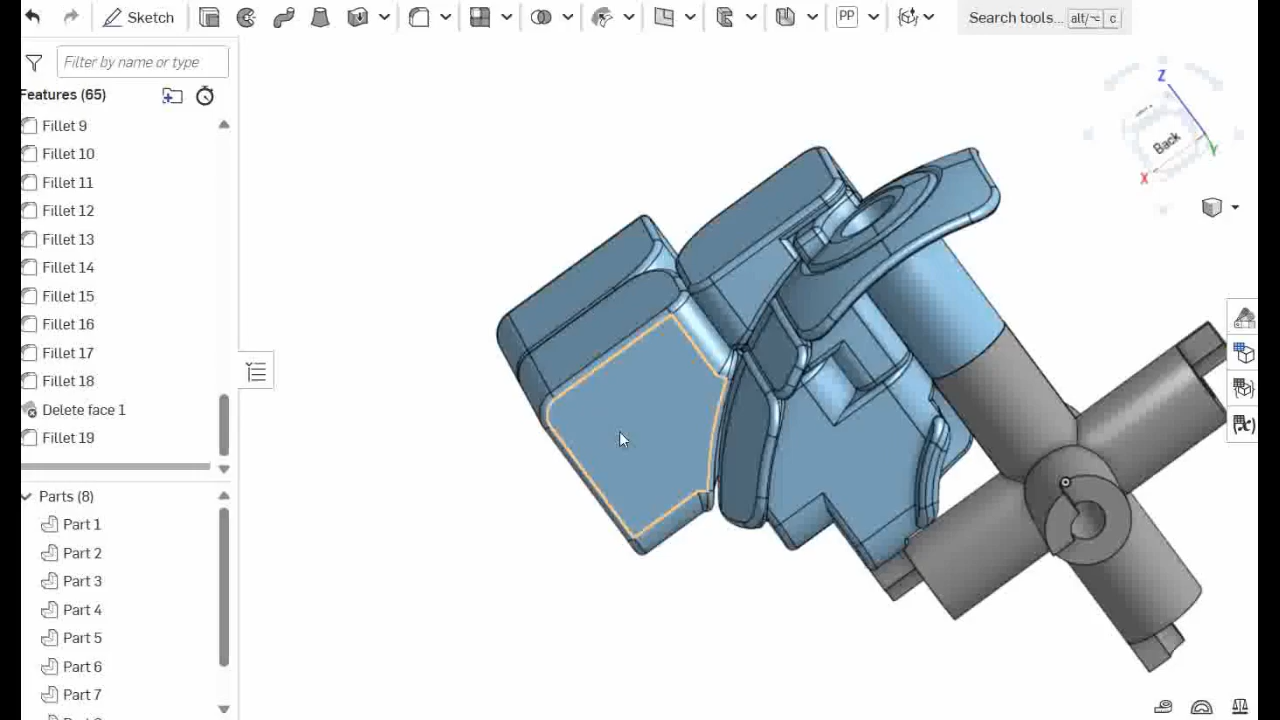 Sketch
PP
Search tools... alt/⌥ c
Filter by name or type
Features (65)
Fillet 9
Fillet 10
Fillet 11
Fillet 12
Fillet 13
Fillet 14
Fillet 15
Fillet 16
Fillet 17
Fillet 18
Delete face 1
Fillet 19
Parts (8)
Part 1
Part 2
Part 3
Part 4
Part 5
Part 6
Part 7
Z
Back
Y
X
(x)